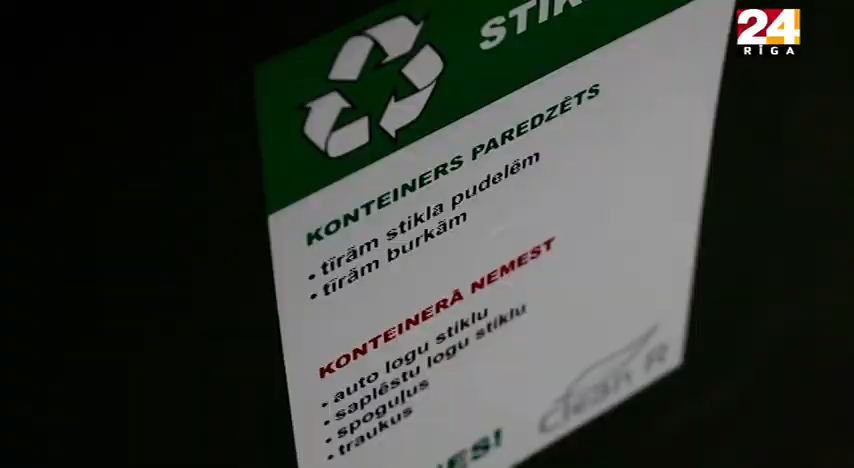 24
RĪGA
KONTEINERS PAREDZĒTS
• tīrām stikla pudelēm
• tīrām burkām
KONTEINERĀ NEMEST
• auto logu stiklu
• saplēstu logu stiklu
• spoguļus
• traukus
Clean R